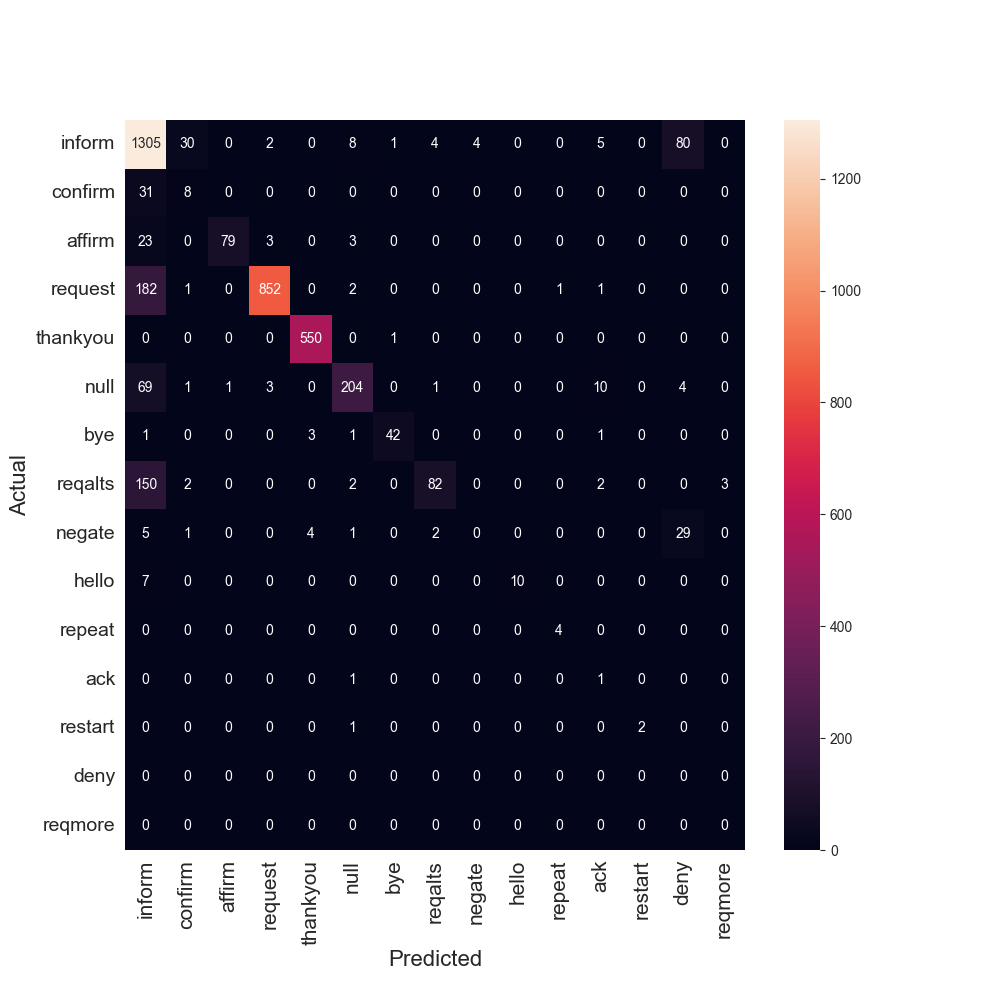 inform 1305 30 0 2 0 8 1 4 4 0 0 5 0 80 0
confirm 31 8 0 0 0 0 0 0 0 0 0 0 0 0 0
affirm 23 0 79 3 0 3 0 0 0 0 0 0 0 0 0
request 182 1 0 852 0 2 0 0 0 0 1 1 0 0 0
thankyou 0 0 0 0 550 0 1 0 0 0 0 0 0 0 0
null 69 1 1 3 0 204 0 1 0 0 0 10 0 4 0
bye 1 0 0 0 3 1 42 0 0 0 0 1 0 0 0
reqalts 150 2 0 0 0 2 0 82 0 0 0 2 0 0 3
negate 5 1 0 0 4 1 0 2 0 0 0 0 0 29 0
hello 7 0 0 0 0 0 0 0 0 10 0 0 0 0 0
repeat 0 0 0 0 0 0 0 0 0 0 4 0 0 0 0
ack 0 0 0 0 0 1 0 0 0 0 0 1 0 0 0
restart 0 0 0 0 0 1 0 0 0 0 0 0 2 0 0
deny 0 0 0 0 0 0 0 0 0 0 0 0 0 0 0
reqmore 0 0 0 0 0 0 0 0 0 0 0 0 0 0 0
inform confirm affirm request thankyou null bye reqalts negate hello repeat ack restart deny reqmore
Predicted
Actual
1200
1000
800
600
400
200
0